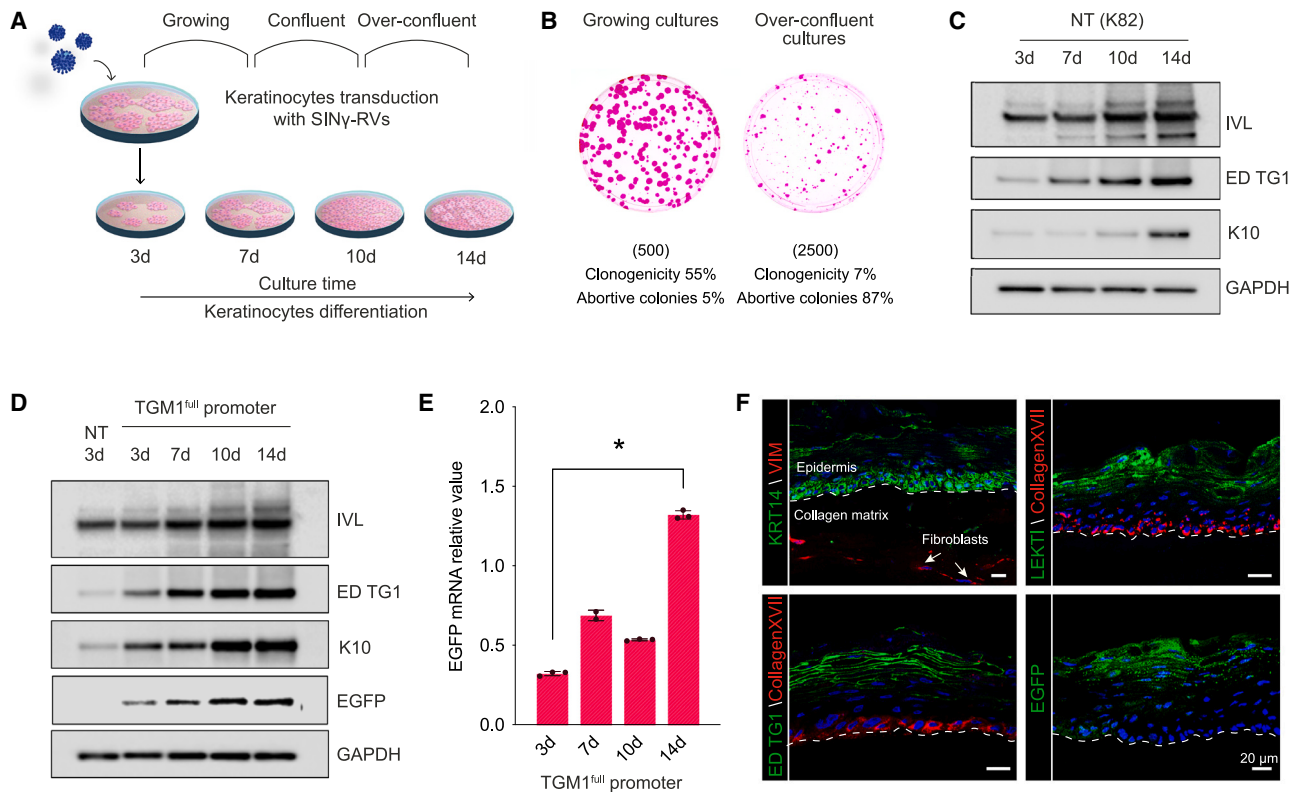 A
Growing
Confluent
Over-confluent
Keratinocytes transduction
with SINγ-RVs
3d
7d
10d
14d
Culture time
Keratinocytes differentiation
B
Growing cultures
Over-confluent
cultures
(500)
Clonogenicity 55%
Abortive colonies 5%
(2500)
Clonogenicity 7%
Abortive colonies 87%
C
NT (K82)
3d 7d 10d 14d
IVL
ED TG1
K10
GAPDH
D
TGM1full promoter
NT
3d 3d 7d 10d 14d
IVL
ED TG1
K10
EGFP
GAPDH
E
EGFP mRNA relative value
2.0
1.5
1.0
0.5
0.0
*
3d
7d
10d
14d
TGM1full promoter
F
KRT14 \ VIM
Epidermis
Collagen matrix
Fibroblasts
LEKTI \ CollagenXVII
ED TG1 \ CollagenXVII
EGFP
20 µm